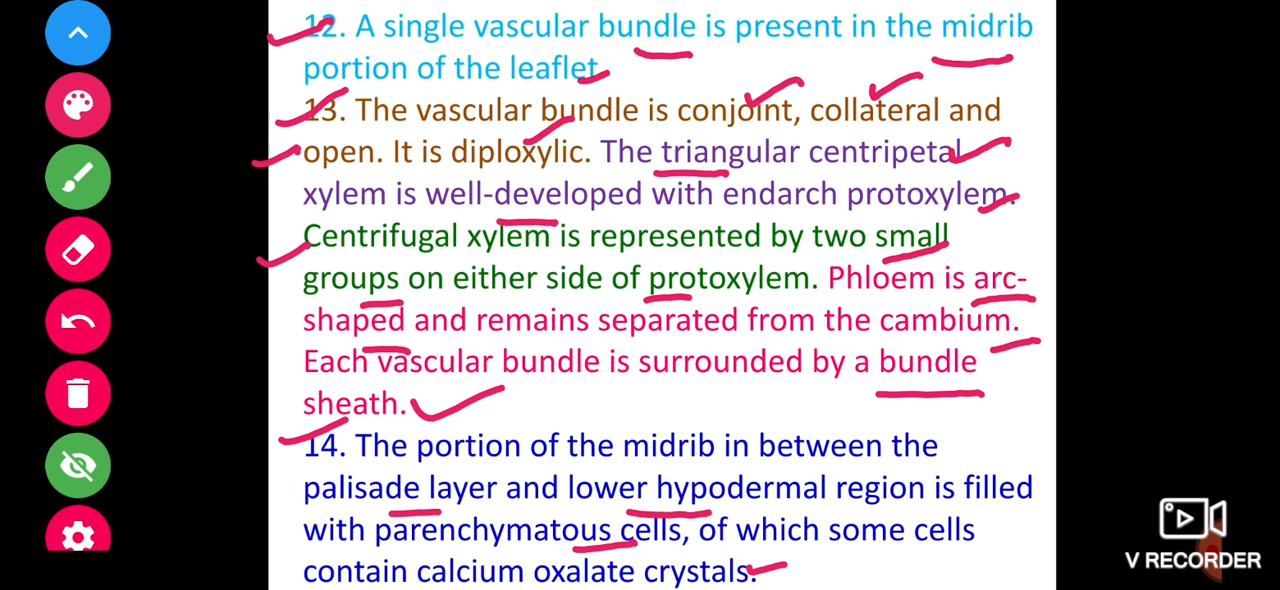 12. A single vascular bundle is present in the midrib
portion of the leaflet.
13. The vascular bundle is conjoint, collateral and
open. It is diploxylic. The triangular centripetal
xylem is well-developed with endarch protoxylem.
Centrifugal xylem is represented by two small
groups on either side of protoxylem. Phloem is arc-
shaped and remains separated from the cambium.
Each vascular bundle is surrounded by a bundle
sheath.
14. The portion of the midrib in between the
palisade layer and lower hypodermal region is filled
with parenchymatous cells, of which some cells
contain calcium oxalate crystals.
V RECORDER